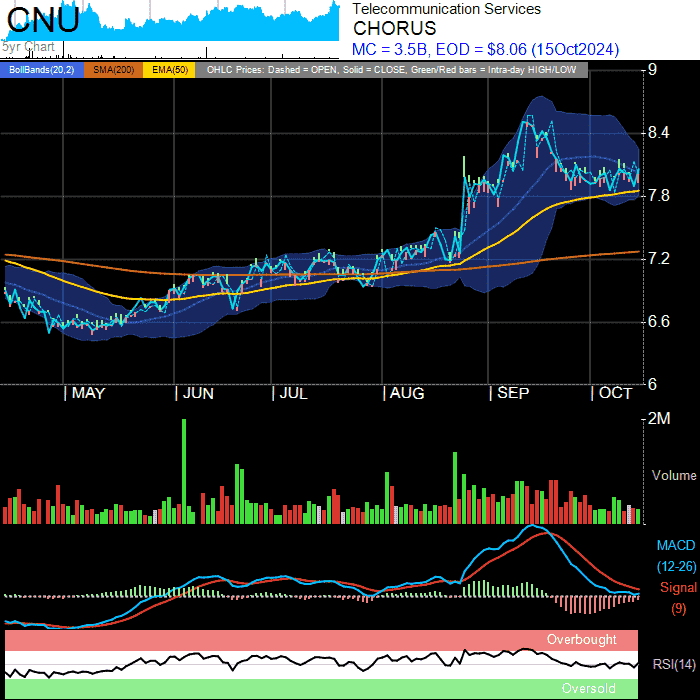 CNU
5yr Chart
Telecommunication Services
CHORUS
MC = 3.5B, EOD = $8.06 (15Oct2024)
BollBands(20,2) SMA(200) EMA(50) OHLC Prices: Dashed = OPEN, Solid = CLOSE, Green/Red bars = Intra-day HIGH/LOW
9
8.4
7.8
7.2
6.6
6
| MAY | JUN | JUL | AUG | SEP | OCT
2M
Volume
MACD
(12-26)
Signal
(9)
Overbought
RSI(14)
Oversold